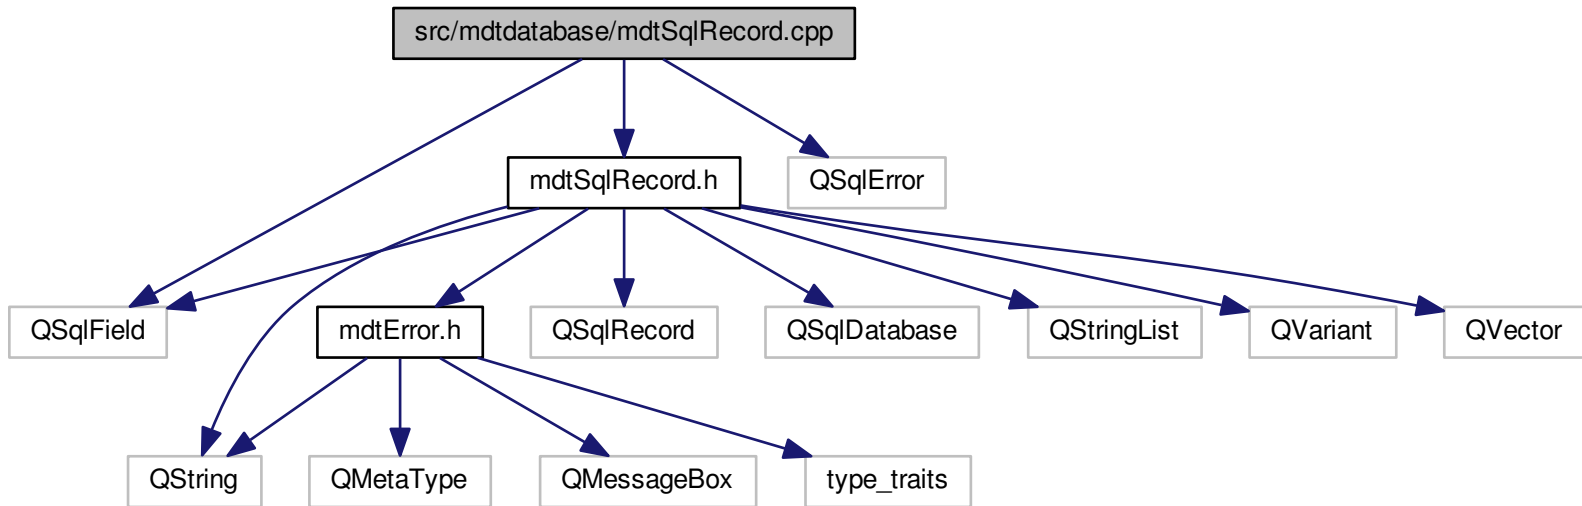 src/mdtdatabase/mdtSqlRecord.cpp
mdtSqlRecord.h
QSqlError
QSqlField
mdtError.h
QSqlRecord
QSqlDatabase
QStringList
QVariant
QVector
QString
QMetaType
QMessageBox
type_traits